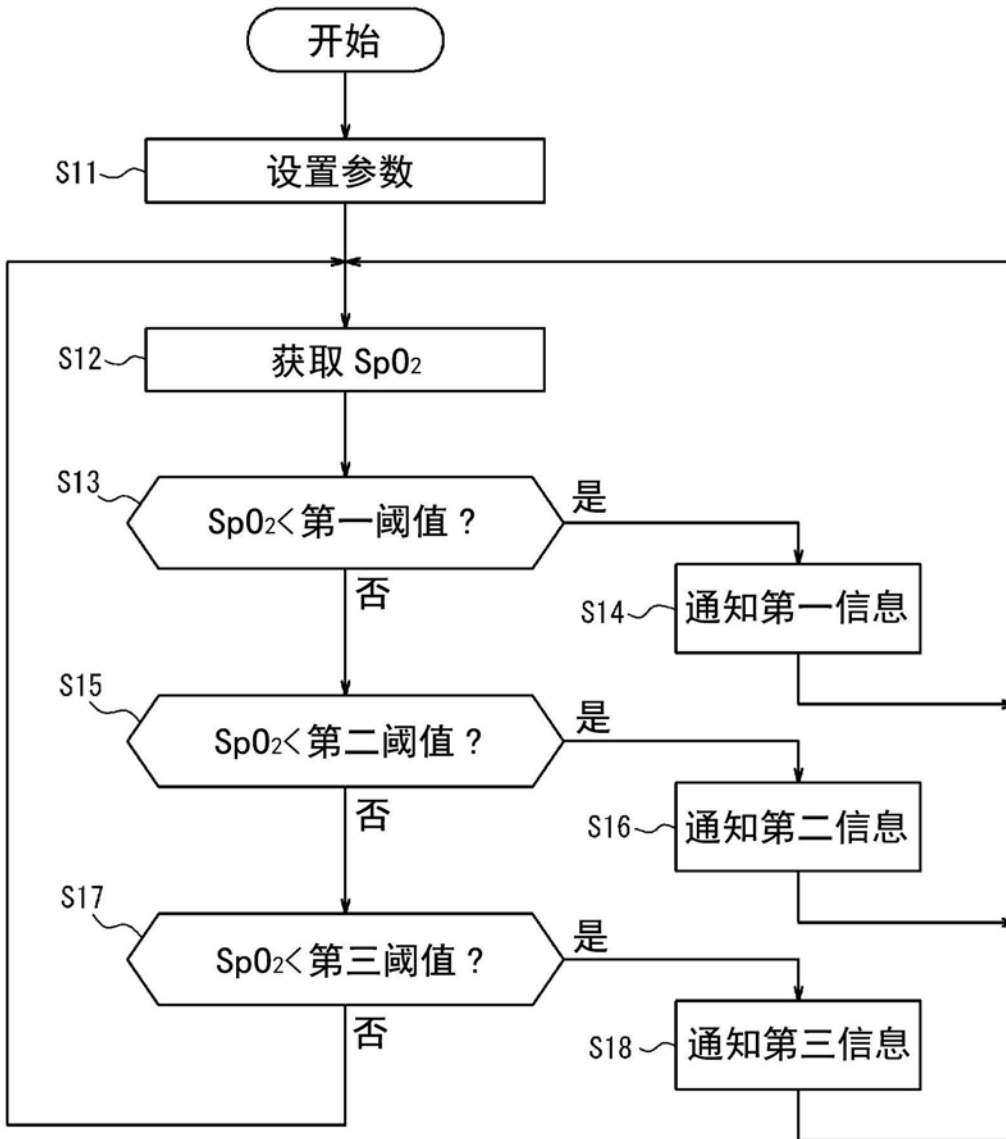 开始
S11
设置参数
S12
获取 SpO₂
S13
SpO₂< 第一阈值 ?
是
否
S14
通知第一信息
S15
SpO₂< 第二阈值 ?
是
否
S16
通知第二信息
S17
SpO₂< 第三阈值 ?
是
否
S18
通知第三信息